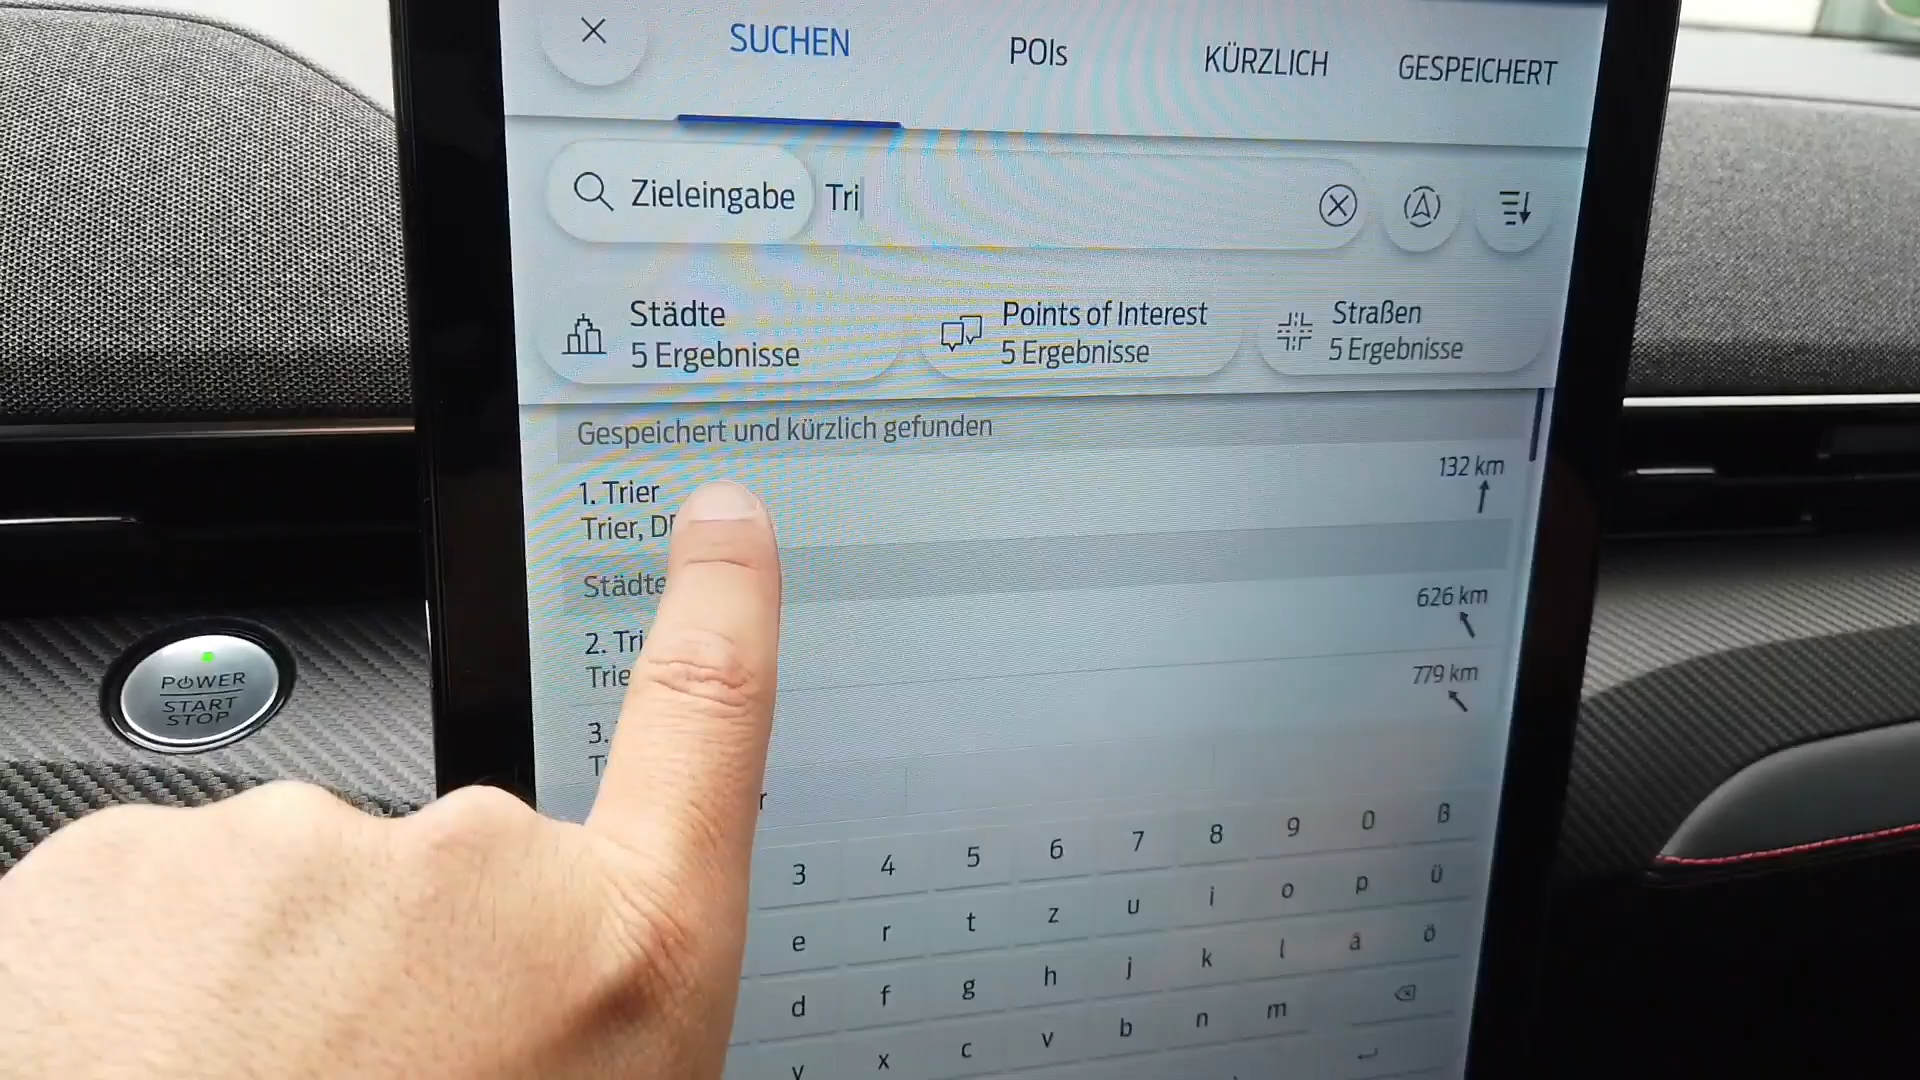 SUCHEN
POIs
KÜRZLICH
GESPEICHERT
Zieleingabe
Tri
Städte
5 Ergebnisse
Points of Interest
5 Ergebnisse
Straßen
5 Ergebnisse
Gespeichert und kürzlich gefunden
1. Trier
132 km
Trier,
Städte
626 km
2.
779 km
3.
3 4 5 6 7 8 9 0 ß
e r t z u i o p ü
d f g h j k l ä ö
y x c v b n m
POWER
START
STOP